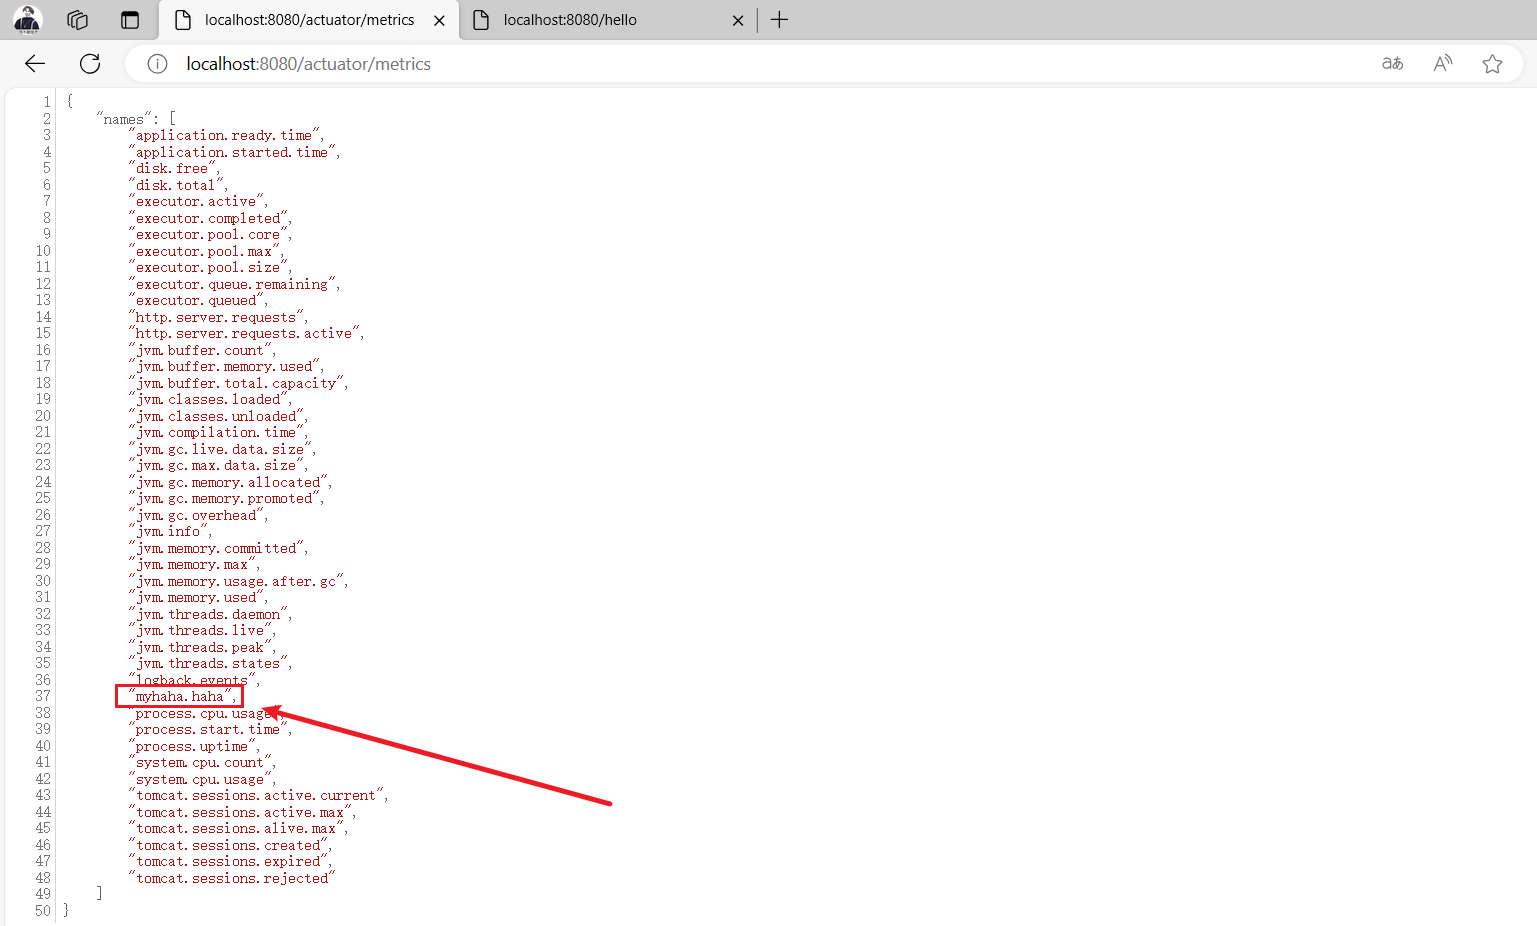 localhost:8080/actuator/metrics
localhost:8080/hello
localhost:8080/actuator/metrics
1 {
2 "names": [
3 "application.ready.time",
4 "application.started.time",
5 "disk.free",
6 "disk.total",
7 "executor.active",
8 "executor.completed",
9 "executor.pool.core",
10 "executor.pool.max",
11 "executor.pool.size",
12 "executor.queue.remaining",
13 "executor.queued",
14 "http.server.requests",
15 "http.server.requests.active",
16 "jvm.buffer.count",
17 "jvm.buffer.memory.used",
18 "jvm.buffer.total.capacity",
19 "jvm.classes.loaded",
20 "jvm.classes.unloaded",
21 "jvm.compilation.time",
22 "jvm.gc.live.data.size",
23 "jvm.gc.max.data.size",
24 "jvm.gc.memory.allocated",
25 "jvm.gc.memory.promoted",
26 "jvm.gc.overhead",
27 "jvm.info",
28 "jvm.memory.committed",
29 "jvm.memory.max",
30 "jvm.memory.usage.after.gc",
31 "jvm.memory.used",
32 "jvm.threads.daemon",
33 "jvm.threads.live",
34 "jvm.threads.peak",
35 "jvm.threads.states",
36 "logback.events",
37 "myhaha.haha",
38 "process.cpu.usage",
39 "process.start.time",
40 "process.uptime",
41 "system.cpu.count",
42 "system.cpu.usage",
43 "tomcat.sessions.active.current",
44 "tomcat.sessions.active.max",
45 "tomcat.sessions.alive.max",
46 "tomcat.sessions.created",
47 "tomcat.sessions.expired",
48 "tomcat.sessions.rejected"
49 ]
50 }